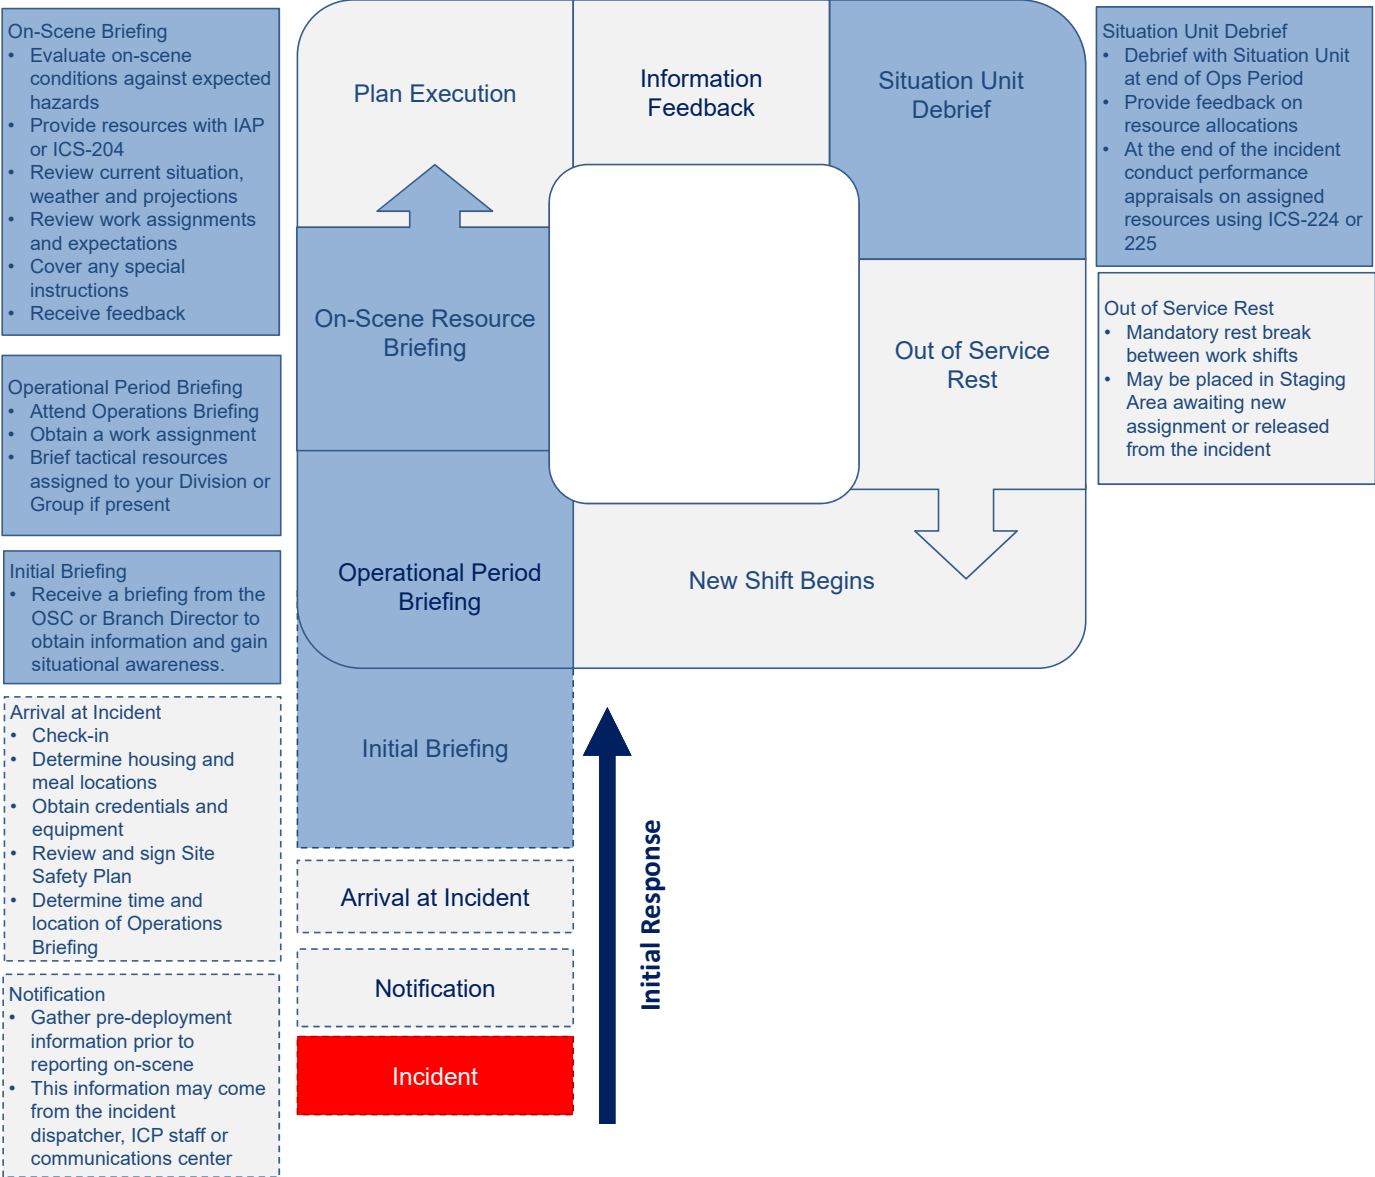 On-Scene Briefing
• Evaluate on-scene
conditions against expected
hazards
• Provide resources with IAP
or ICS-204
• Review current situation,
weather and projections
• Review work assignments
and expectations
• Cover any special
instructions
• Receive feedback
Operational Period Briefing
• Attend Operations Briefing
• Obtain a work assignment
• Brief tactical resources
assigned to your Division or
Group if present
Initial Briefing
• Receive a briefing from the
OSC or Branch Director to
obtain information and gain
situational awareness.
Arrival at Incident
• Check-in
• Determine housing and
meal locations
• Obtain credentials and
equipment
• Review and sign Site
Safety Plan
• Determine time and
location of Operations
Briefing
Notification
• Gather pre-deployment
information prior to
reporting on-scene
• This information may come
from the incident
dispatcher, ICP staff or
communications center
Plan Execution
Information
Feedback
Situation Unit
Debrief
On-Scene Resource
Briefing
Out of Service
Rest
Operational Period
Briefing
New Shift Begins
Initial Briefing
Arrival at Incident
Notification
Incident
Initial Response
Situation Unit Debrief
• Debrief with Situation Unit
at end of Ops Period
• Provide feedback on
resource allocations
• At the end of the incident
conduct performance
appraisals on assigned
resources using ICS-224 or
225
Out of Service Rest
• Mandatory rest break
between work shifts
• May be placed in Staging
Area awaiting new
assignment or released
from the incident